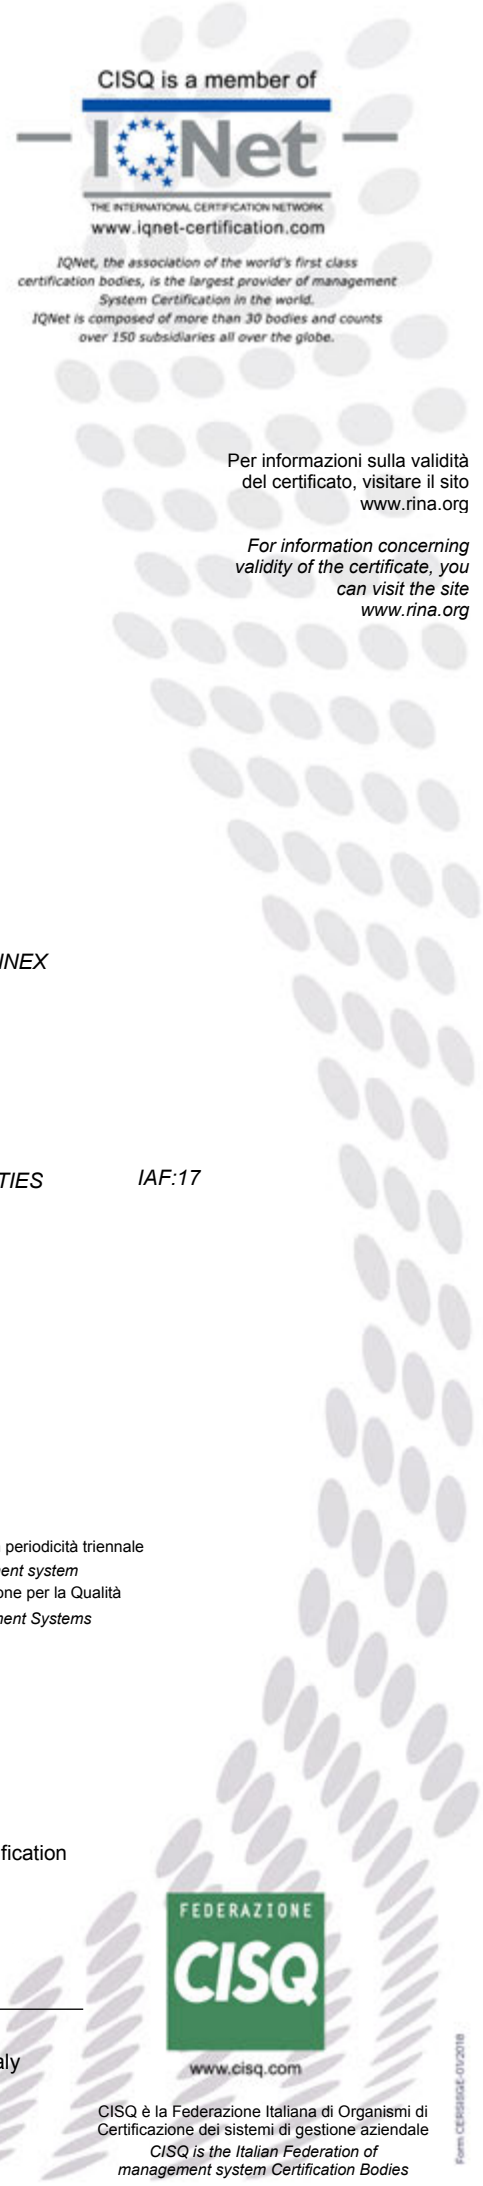 CISQ is a member of
IQNet
THE INTERNATIONAL CERTIFICATION NETWORK
www.iqnet-certification.com
IQNet, the association of the world's first class
certification bodies, is the largest provider of management
System Certification in the world.
IQNet is composed of more than 30 bodies and counts
over 150 subsidiaries all over the globe.
Per informazioni sulla validità
del certificato, visitare il sito
www.rina.org
For information concerning
validity of the certificate, you
can visit the site
www.rina.org
INEX
TIES IAF:17
periodicità triennale
ent system
one per la Qualità
ment Systems
fication
aly
FEDERAZIONE
CISQ
www.cisq.com
CISQ è la Federazione Italiana di Organismi di
Certificazione dei sistemi di gestione aziendale
CISQ is the Italian Federation of
management system Certification Bodies
Form CERSISGE-01/2018